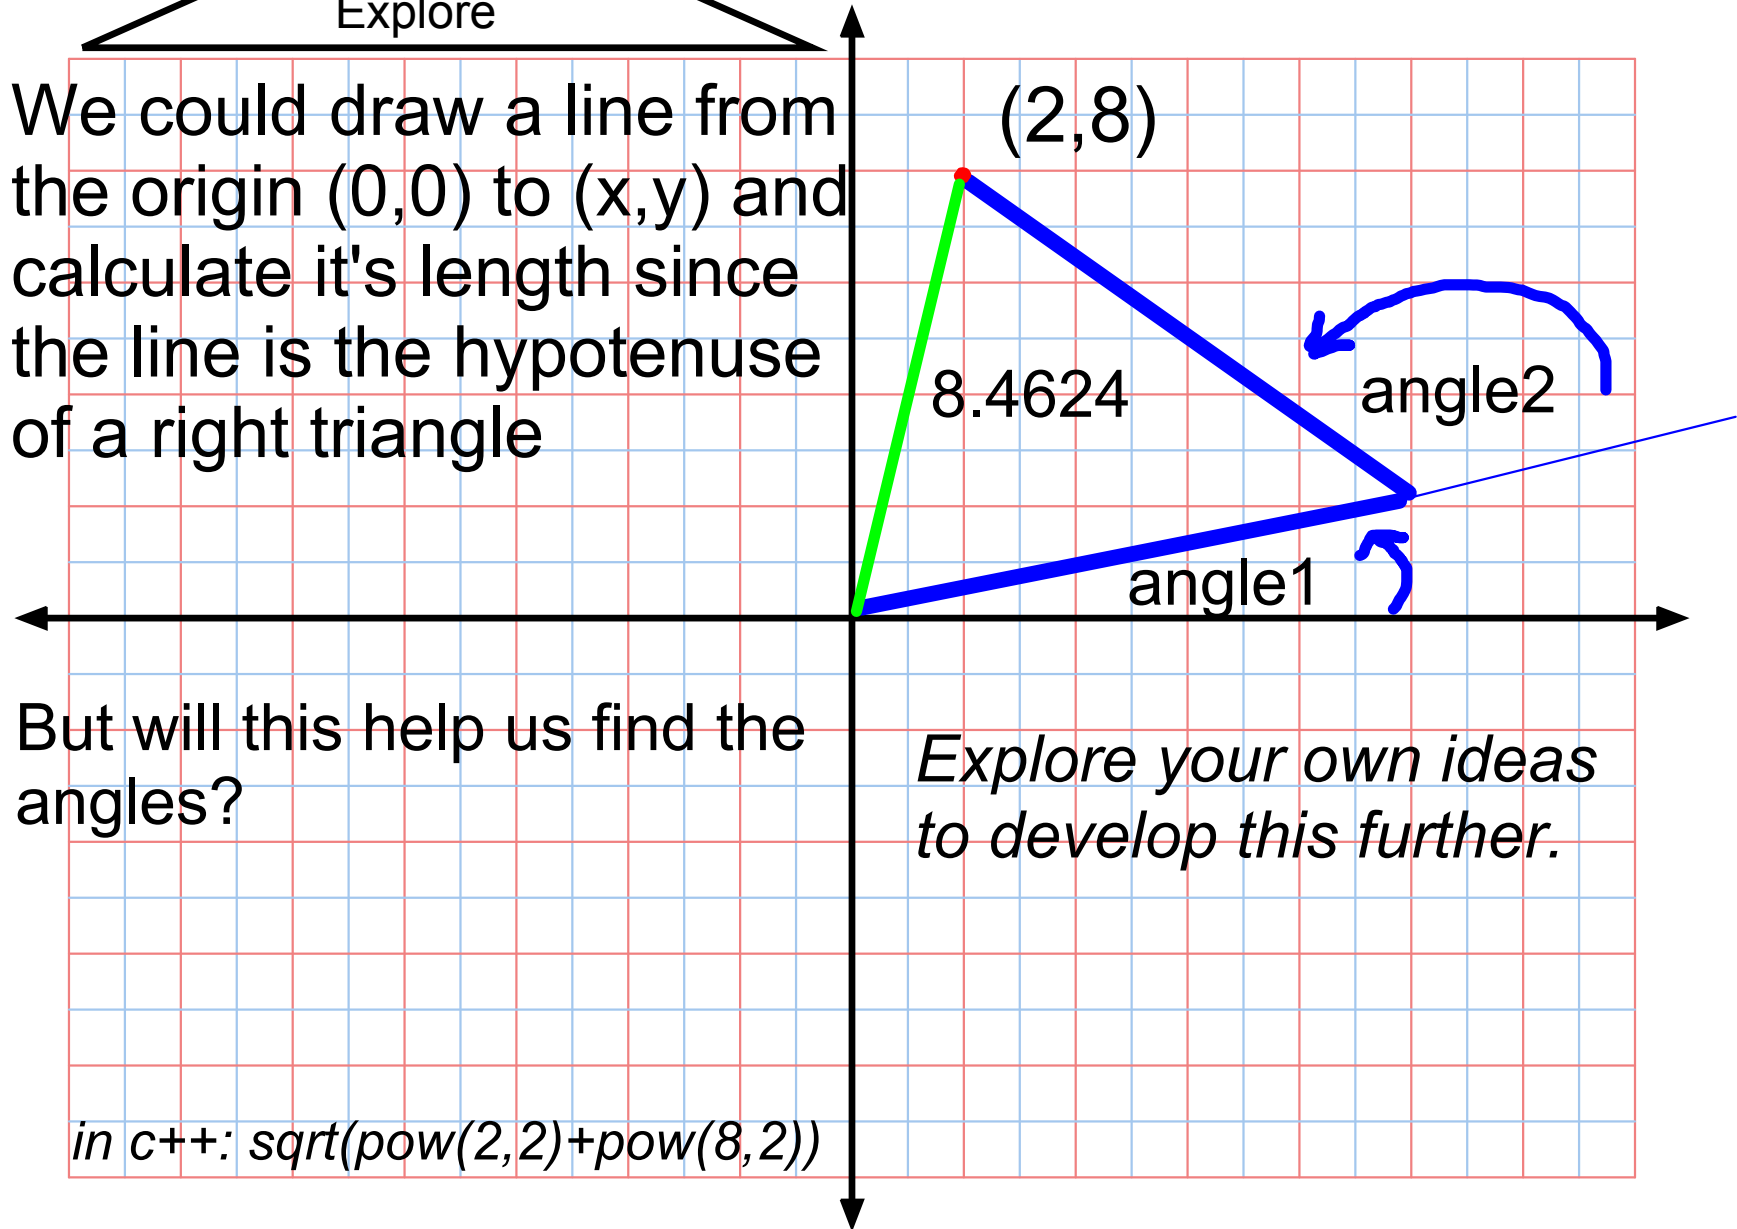 Explore
We could draw a line from
the origin (0,0) to (x,y) and
calculate it's length since
the line is the hypotenuse
of a right triangle
(2,8)
8.4624
angle2
angle1
But will this help us find the
angles?
Explore your own ideas
to develop this further.
in c++: sqrt(pow(2,2)+pow(8,2))